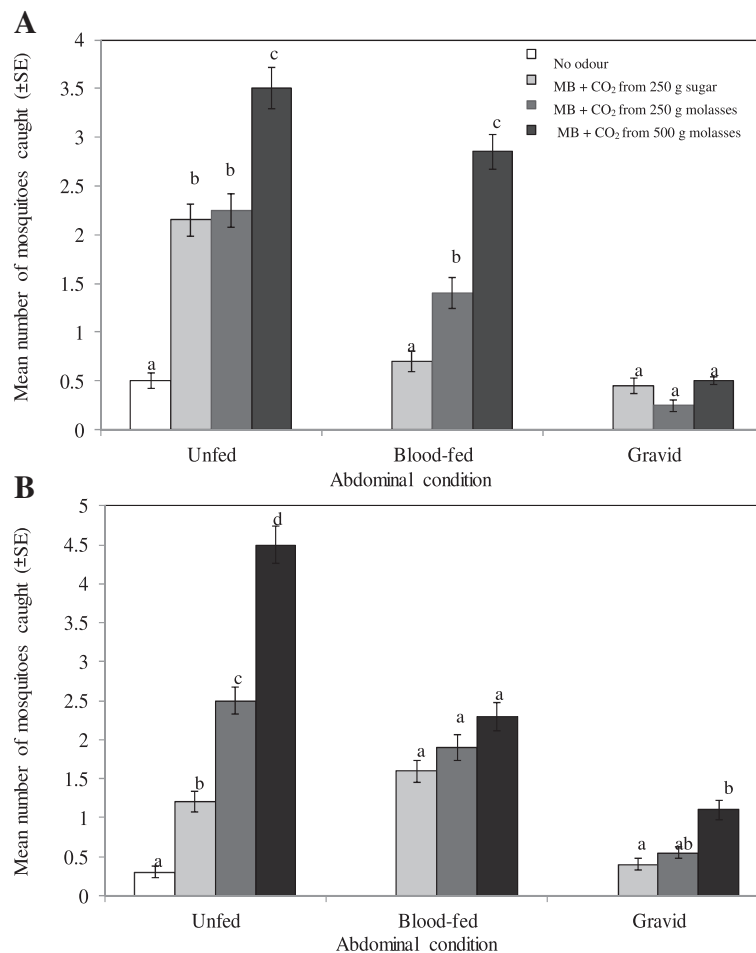 A
Mean number of mosquitoes caught (±SE)
4
3.5
3
2.5
2
1.5
1
0.5
0
No odour
MB + CO₂ from 250 g sugar
MB + CO₂ from 250 g molasses
MB + CO₂ from 500 g molasses
a
b
b
c
a
b
c
a
a
a
Unfed
Blood-fed
Gravid
Abdominal condition
B
Mean number of mosquitoes caught (±SE)
5
4.5
4
3.5
3
2.5
2
1.5
1
0.5
0
a
b
c
d
a
a
a
a
ab
b
Unfed
Blood-fed
Gravid
Abdominal condition